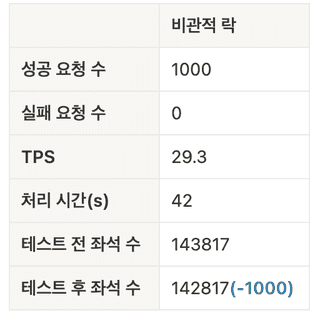 비관적 락
성공 요청 수 1000
실패 요청 수 0
TPS 29.3
처리 시간(s) 42
테스트 전 좌석 수 143817
테스트 후 좌석 수 142817(-1000)